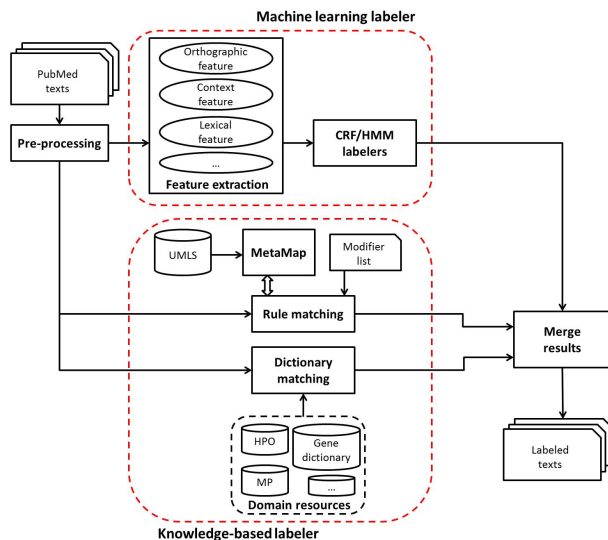 Machine learning labeler
PubMed
texts
Pre-processing
Orthographic
feature
Context
feature
Lexical
feature
...
Feature extraction
CRF/HMM
labelers
UMLS
MetaMap
Modifier
list
Rule matching
Dictionary
matching
Merge
results
HPO
Gene
dictionary
MP
...
Domain resources
Labeled
texts
Knowledge-based labeler